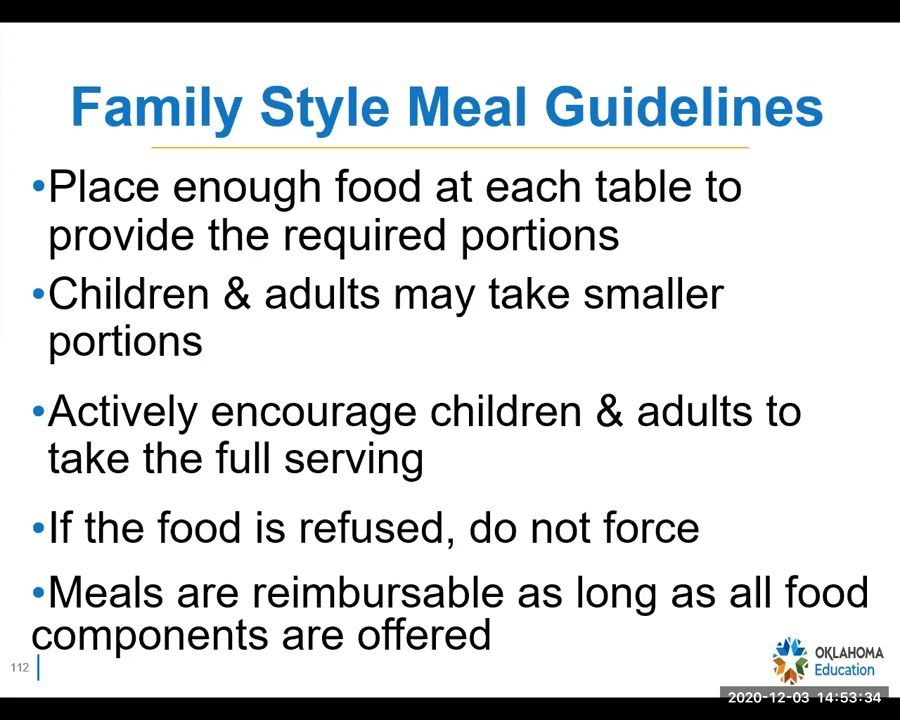 Family Style Meal Guidelines
•Place enough food at each table to
provide the required portions
•Children & adults may take smaller
portions
•Actively encourage children & adults to
take the full serving
•If the food is refused, do not force
•Meals are reimbursable as long as all food
components are offered
112
OKLAHOMA
Education
2020-12-03 14:53:34